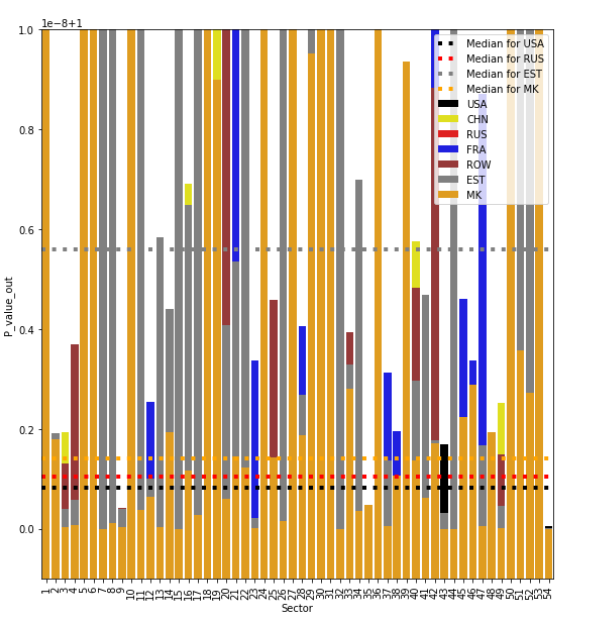 1e−8+1
1.0
0.8
0.6
0.4
0.2
0.0
P_value_out
Median for USA
Median for RUS
Median for EST
Median for MK
USA
CHN
RUS
FRA
ROW
EST
MK
1 2 3 4 5 6 7 8 9 10 11 12 13 14 15 16 17 18 19 20 21 22 23 24 25 26 27 28 29 30 31 32 33 34 35 36 37 38 39 40 41 42 43 44 45 46 47 48 49 50 51 52 53 54
Sector